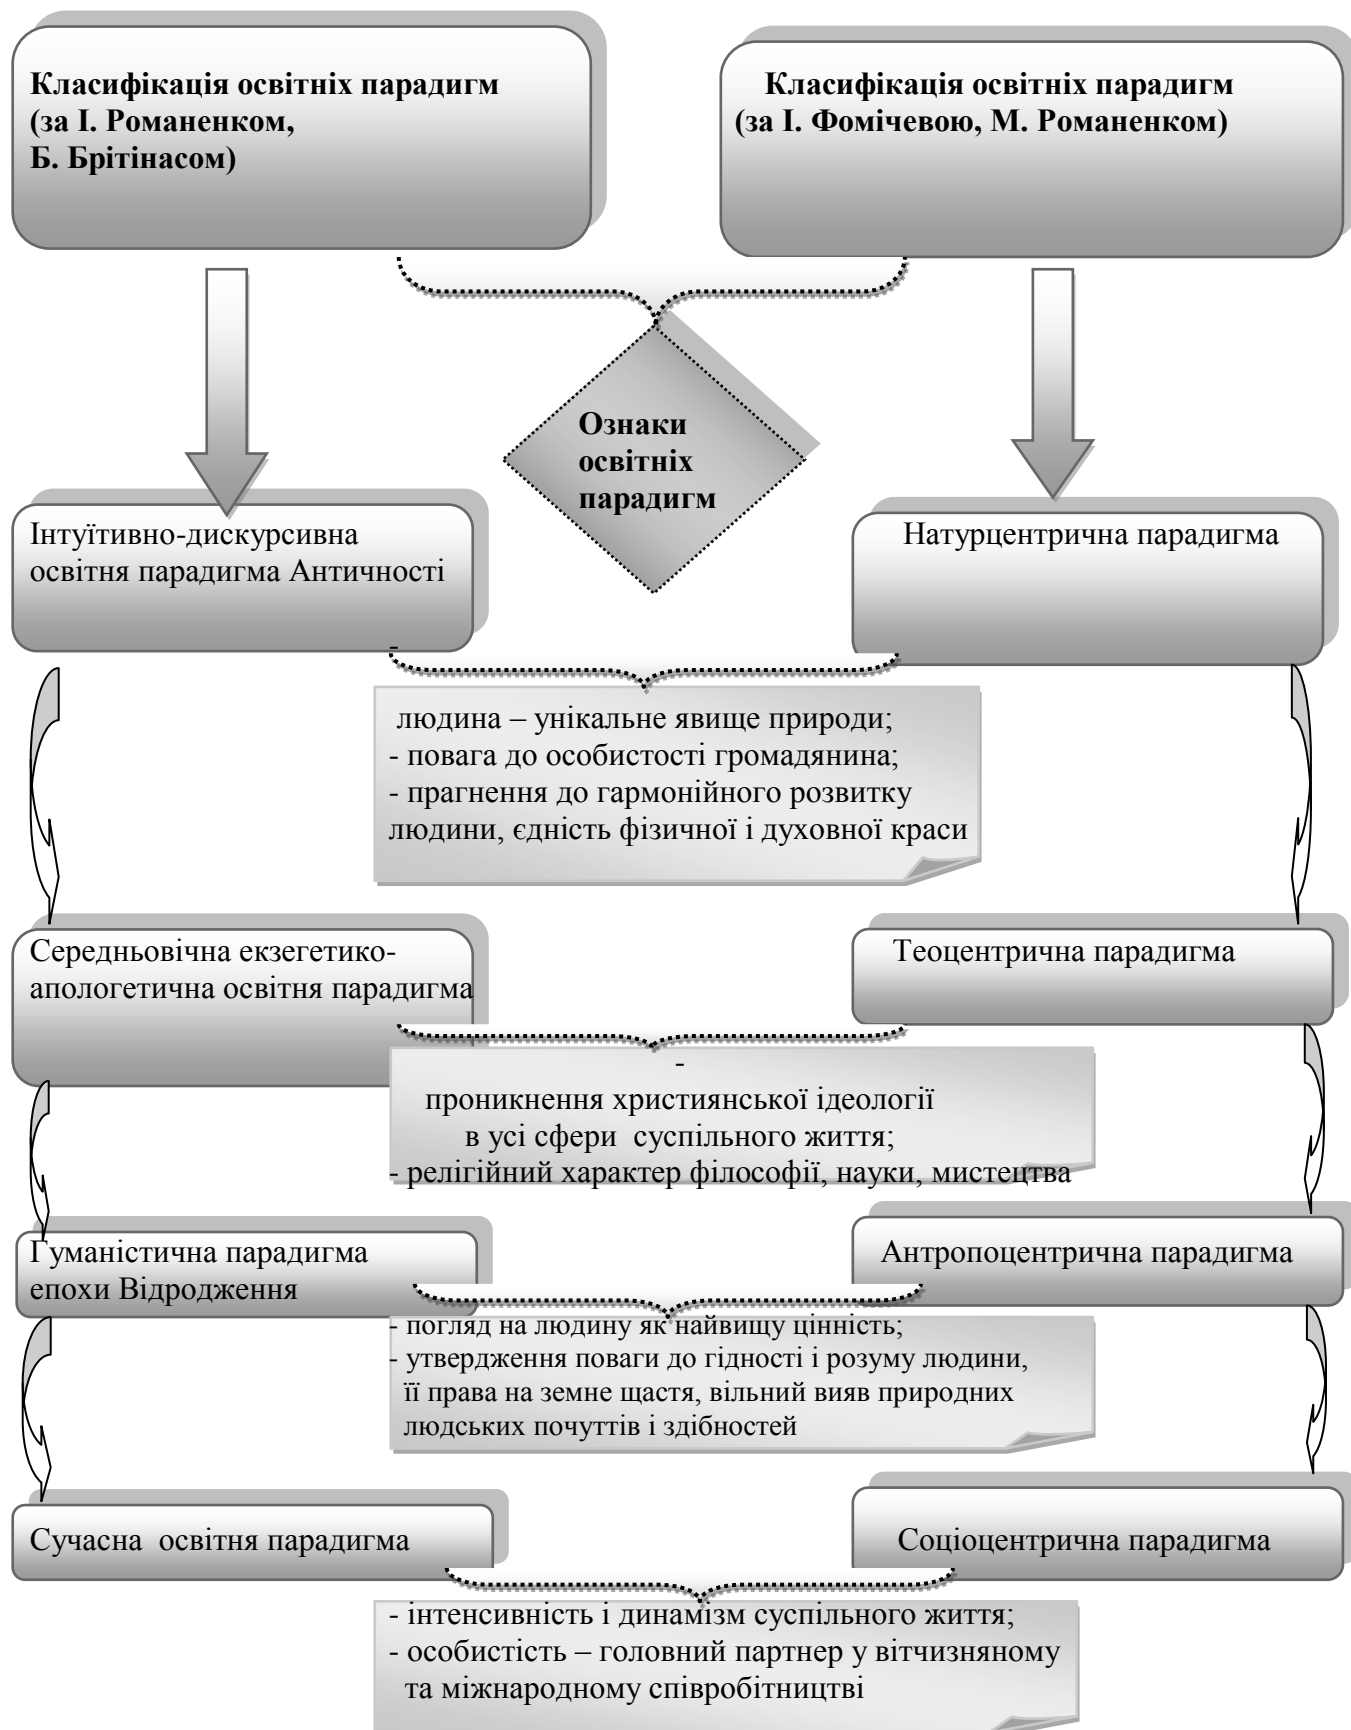 Класифікація освітніх парадигм
(за І. Романенком,
Б. Брітінасом)
Класифікація освітніх парадигм
(за І. Фомічевою, М. Романенком)
Ознаки
освітніх
парадигм
Інтуїтивно-дискурсивна
освітня парадигма Античності
Натурцентрична парадигма
-
людина – унікальне явище природи;
- повага до особистості громадянина;
- прагнення до гармонійного розвитку
людини, єдність фізичної і духовної краси
Середньовічна екзегетико-
апологетична освітня парадигма
Теоцентрична парадигма
-
проникнення християнської ідеології
в усі сфери суспільного життя;
- релігійний характер філософії, науки, мистецтва
Гуманістична парадигма
епохи Відродження
Антропоцентрична парадигма
- погляд на людину як найвищу цінність;
- утвердження поваги до гідності і розуму людини,
її права на земне щастя, вільний вияв природних
людських почуттів і здібностей
Сучасна освітня парадигма
Соціоцентрична парадигма
- інтенсивність і динамізм суспільного життя;
- особистість – головний партнер у вітчизняному
та міжнародному співробітництві